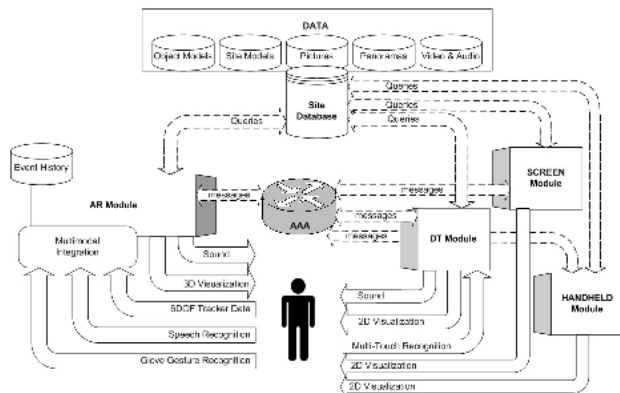 DATA
Object Models
Site Models
Pictures
Panoramas
Video & Audio
Queries
Queries
Site
Database
Queries
Queries
Event History
AR Module
messages
AAA
messages
messages
messages
SCREEN
Module
DT Module
Multimodal
Integration
Sound
3D Visualization
6DOF Tracker Data
Speech Recognition
Glove Gesture Recognition
Sound
2D Visualization
Multi-Touch Recognition
2D Visualization
2D Visualization
HANDHELD
Module